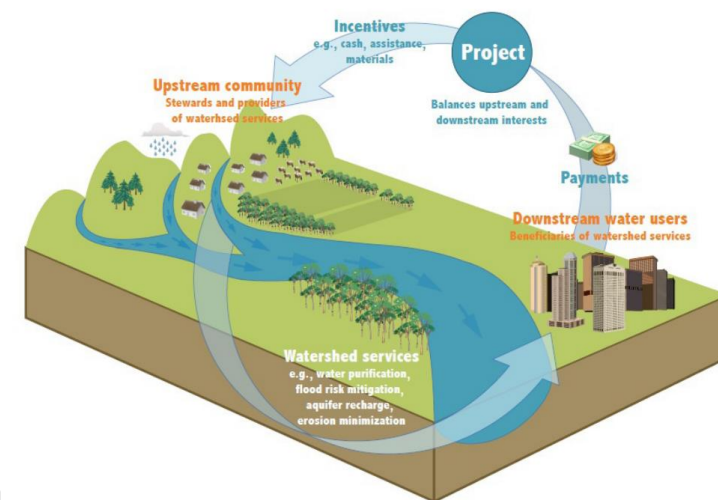 Incentives
e.g., cash, assistance,
materials
Project
Balances upstream and
downstream interests
Upstream community
Stewards and providers
of waterhsed services
Payments
Downstream water users
Beneficiaries of watershed services
Watershed services
e.g., water purification,
flood risk mitigation,
aquifer recharge,
erosion minimization